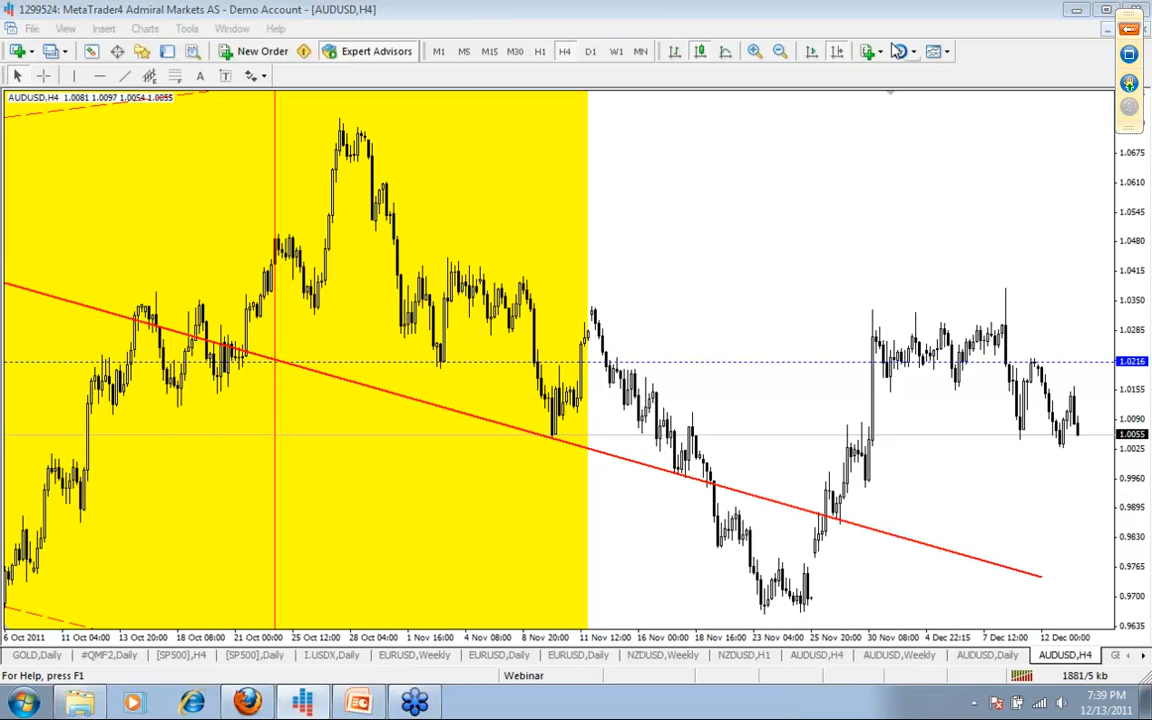 1299524: MetaTrader4 Admiral Markets AS - Demo Account - [AUDUSD,H4]
File View Insert Charts Tools Window Help
New Order Expert Advisors M1 M5 M15 M30 H1 H4 D1 W1 MN
A T
AUDUSD,H4 1.0081 1.0097 1.0054 1.0055
1.0675
1.0610
1.0545
1.0480
1.0415
1.0350
1.0285
1.0216
1.0155
1.0090
1.0055
1.0025
0.9960
0.9895
0.9830
0.9765
0.9700
0.9635
6 Oct 2011 11 Oct 04:00 13 Oct 20:00 18 Oct 08:00 21 Oct 00:00 25 Oct 12:00 28 Oct 04:00 1 Nov 16:00 4 Nov 08:00 8 Nov 20:00 11 Nov 12:00 16 Nov 00:00 18 Nov 16:00 23 Nov 04:00 25 Nov 20:00 30 Nov 08:00 4 Dec 22:15 7 Dec 12:00 12 Dec 00:00
GOLD,Daily #QMF2,Daily [SP500],H4 [SP500],Daily I.USDX,Daily EURUSD,Weekly EURUSD,Daily EURUSD,Daily NZDUSD,Weekly NZDUSD,H1 AUDUSD,H4 AUDUSD,Weekly AUDUSD,Daily AUDUSD,H4
For Help, press F1 Webinar 1881/5 kb
7:39 PM
12/13/2011